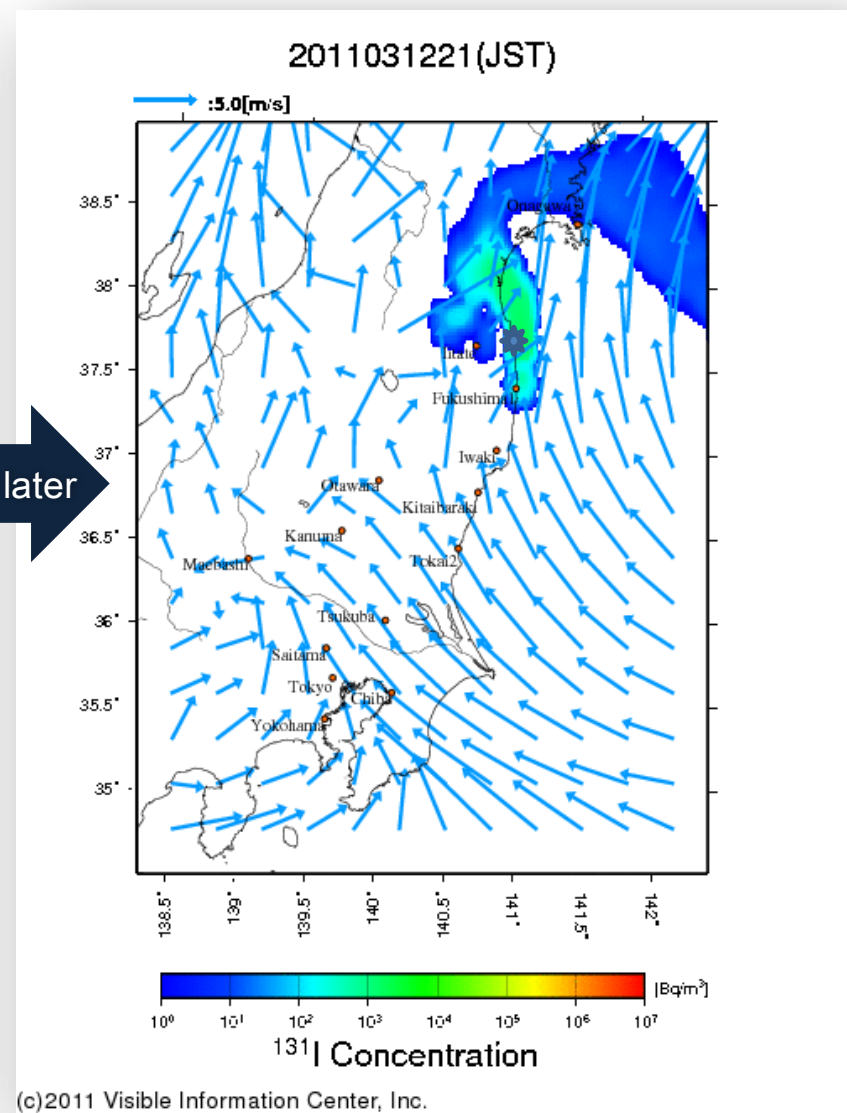 2011031221(JST)
:5.0[m/s]
38.5°
Onagawa
38°
later
Iitate
37.5°
Fukushima1
37°
Iwaki
Otawara
Kitaibaraki
36.5°
Kanuma
Tokai2
Maebashi
36°
Tsukuba
Saitama
Tokyo
35.5°
Chiba
Yokohama
35°
138.5° 139° 139.5° 140° 140.5° 141° 141.5° 142°
[Bq/m³]
10⁰ 10¹ 10² 10³ 10⁴ 10⁵ 10⁶ 10⁷
¹³¹I Concentration
(c)2011 Visible Information Center, Inc.